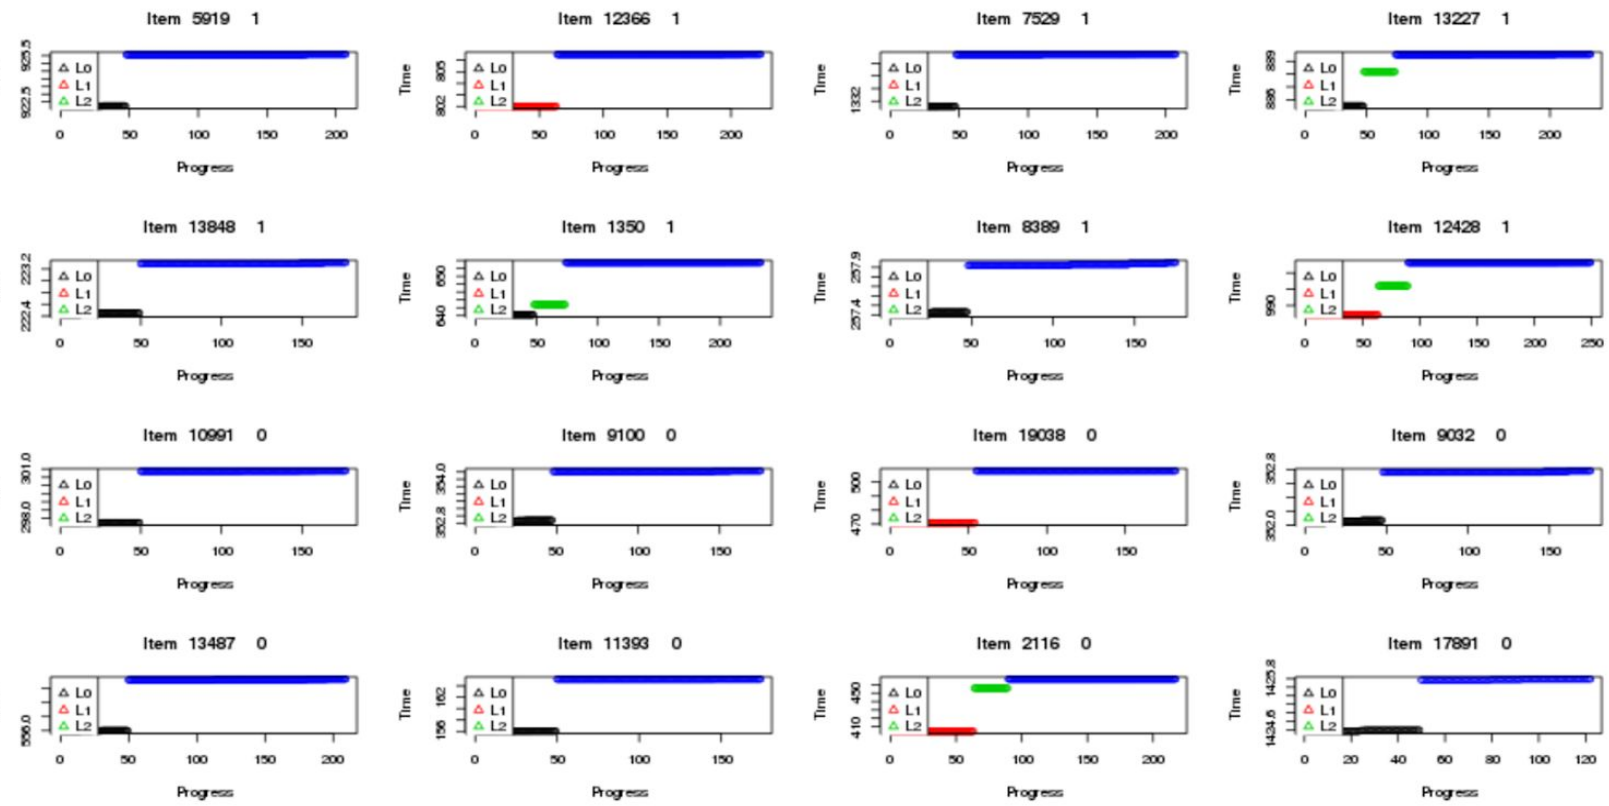 Item 5919 1
Item 12366 1
Item 7529 1
Item 13227 1
922.5 925.5
Lo
L1
L2
0 50 100 150 200
Progress
Time
802 805
Lo
L1
L2
0 50 100 150 200
Progress
Time
1332
Lo
L1
L2
0 50 100 150 200
Progress
Time
886 889
Lo
L1
L2
0 50 100 150 200
Progress
Item 13848 1
Item 1350 1
Item 8389 1
Item 12428 1
222.4 223.2
Lo
L1
L2
0 50 100 150
Progress
Time
640 650
Lo
L1
L2
0 50 100 150 200
Progress
Time
257.4 257.9
Lo
L1
L2
0 50 100 150
Progress
Time
990
Lo
L1
L2
0 50 100 150 200 250
Progress
Item 10991 0
Item 9100 0
Item 19038 0
Item 9032 0
298.0 301.0
Lo
L1
L2
0 50 100 150
Progress
Time
352.8 354.0
Lo
L1
L2
0 50 100 150
Progress
Time
470 500
Lo
L1
L2
0 50 100 150
Progress
Time
352.0 352.8
Lo
L1
L2
0 50 100 150
Progress
Item 13487 0
Item 11393 0
Item 2116 0
Item 17891 0
Lo
L1
L2
0 50 100 150 200
Progress
Time
156 162
Lo
L1
L2
0 50 100 150
Progress
Time
410 450
Lo
L1
L2
0 50 100 150 200
Progress
Time
1424.6 1425.8
Lo
L1
L2
0 20 40 60 80 100 120
Progress